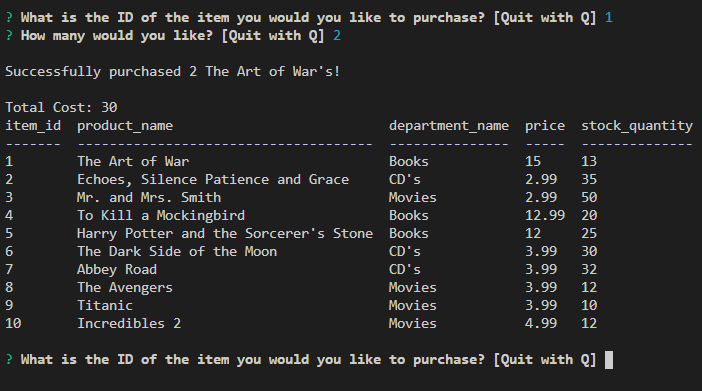 ? What is the ID of the item you would you like to purchase? [Quit with Q] 1
? How many would you like? [Quit with Q] 2
Successfully purchased 2 The Art of War's!
Total Cost: 30
item_id  product_name                           department_name  price  stock_quantity
-------  -------------------------------------  ---------------  -----  --------------
1        The Art of War                         Books            15     13
2        Echoes, Silence Patience and Grace     CD's             2.99   35
3        Mr. and Mrs. Smith                     Movies           2.99   50
4        To Kill a Mockingbird                  Books            12.99  20
5        Harry Potter and the Sorcerer's Stone  Books            12     25
6        The Dark Side of the Moon              CD's             3.99   30
7        Abbey Road                             CD's             3.99   32
8        The Avengers                           Movies           3.99   12
9        Titanic                                Movies           3.99   10
10       Incredibles 2                          Movies           4.99   12
? What is the ID of the item you would you like to purchase? [Quit with Q]